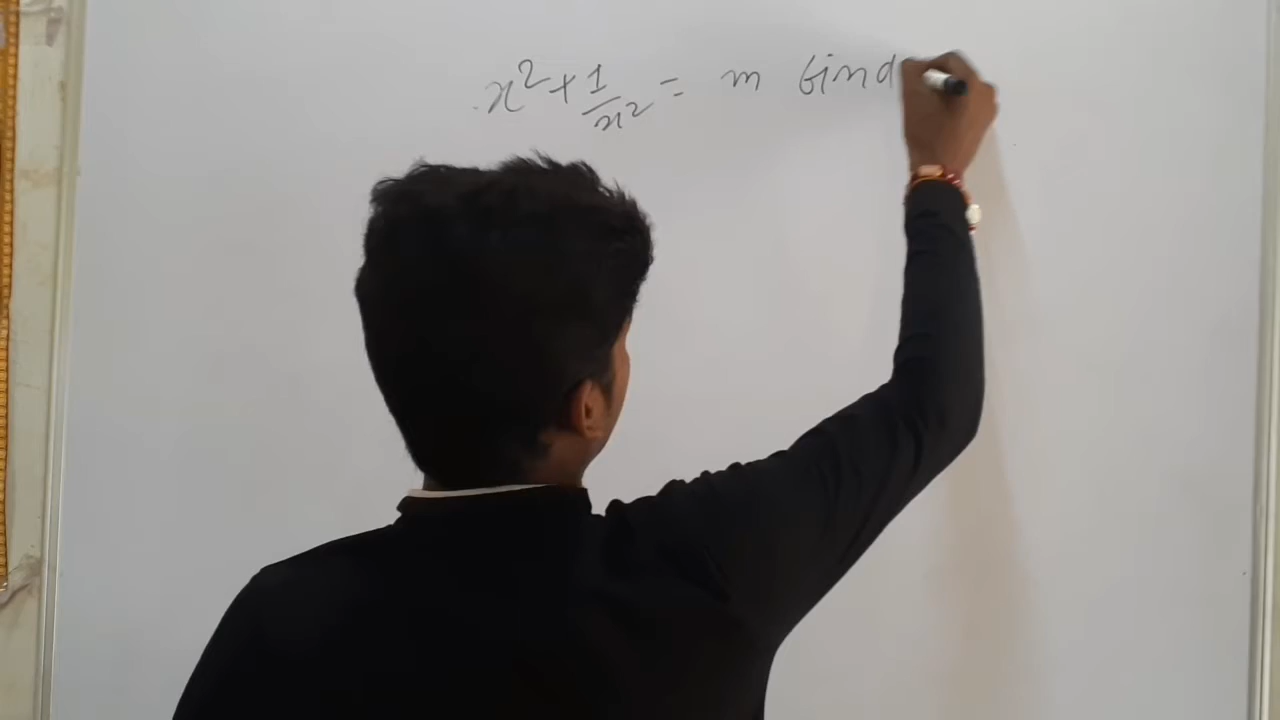 x² + 1/x² = m find